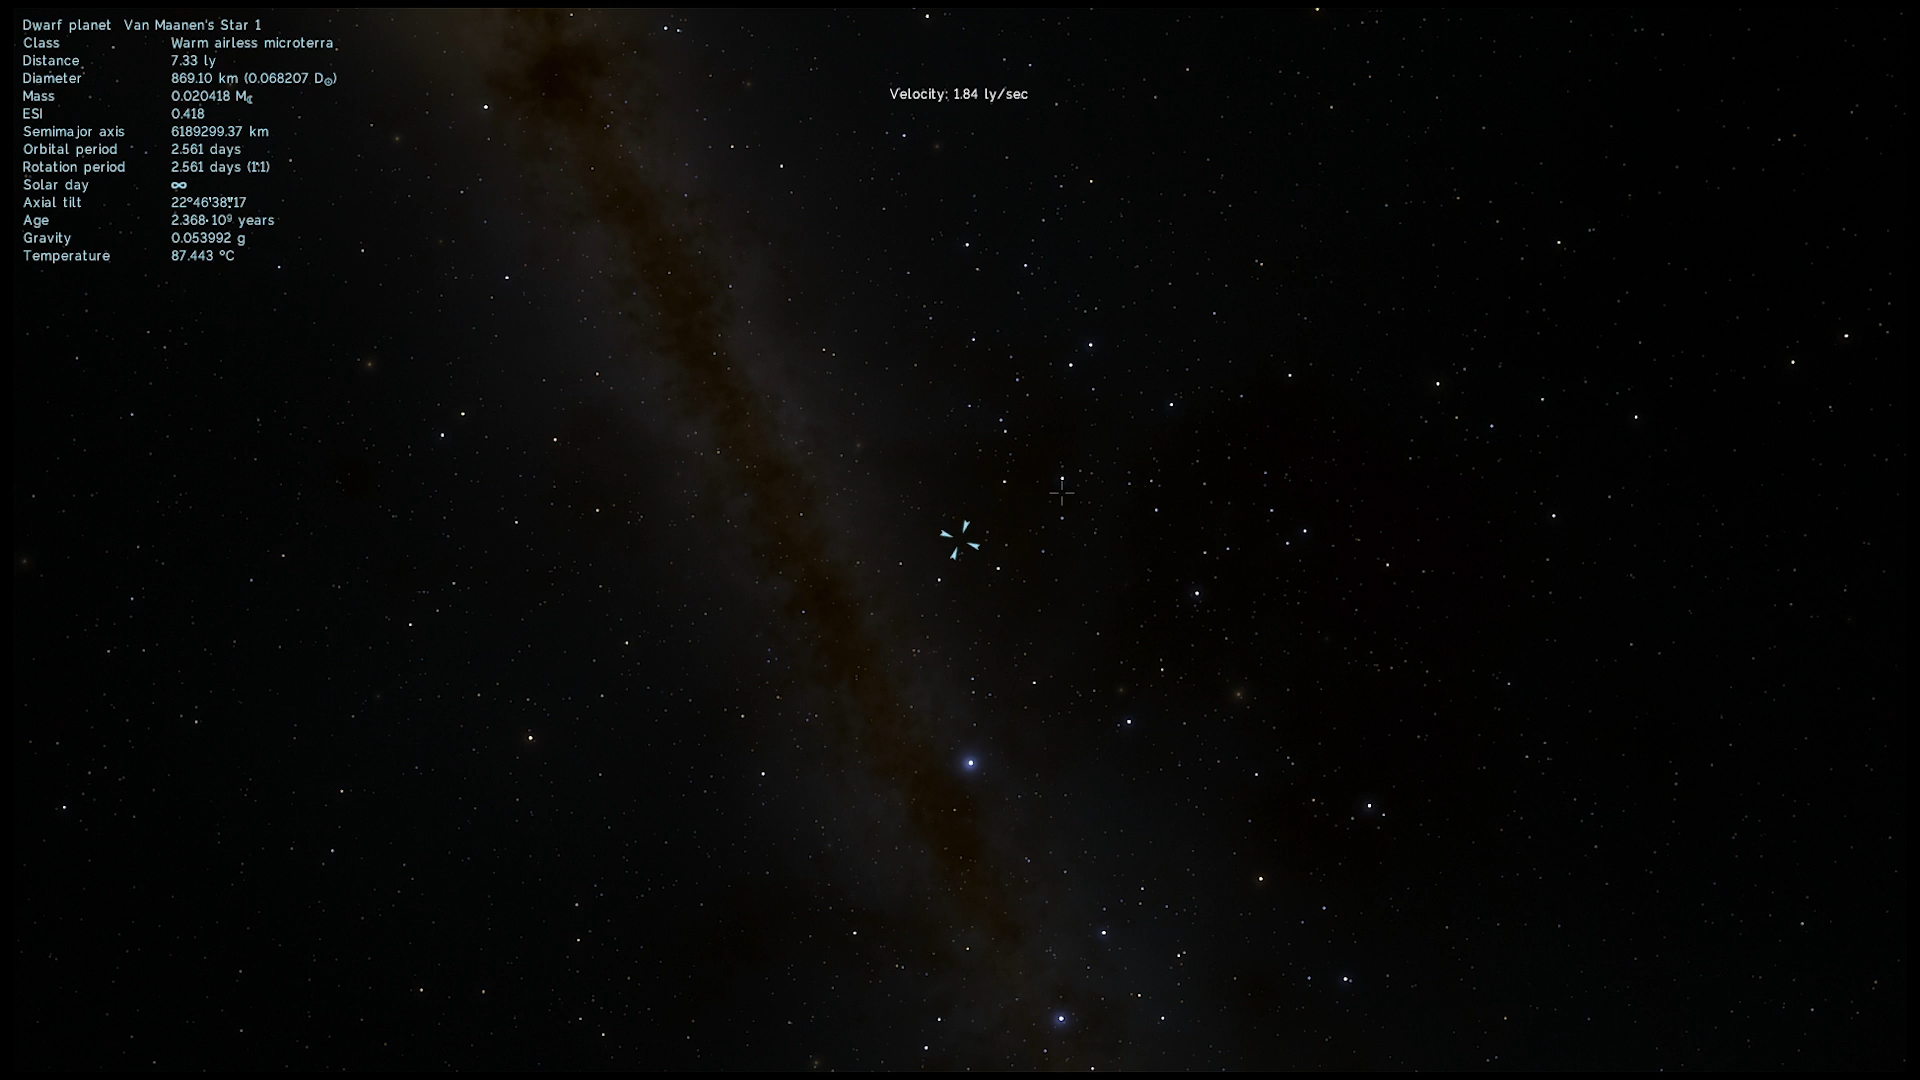 Dwarf planet Van Maanen's Star 1
Class Warm airless microterra
Distance 7.33 ly
Diameter 869.10 km (0.068207 D⊙)
Mass 0.020418 M☾
ESI 0.418
Semimajor axis 6189299.37 km
Orbital period 2.561 days
Rotation period 2.561 days (1:1)
Solar day ∞
Axial tilt 22°46'38."17
Age 2.368·10⁹ years
Gravity 0.053992 g
Temperature 87.443 ºC
Velocity: 1.84 ly/sec